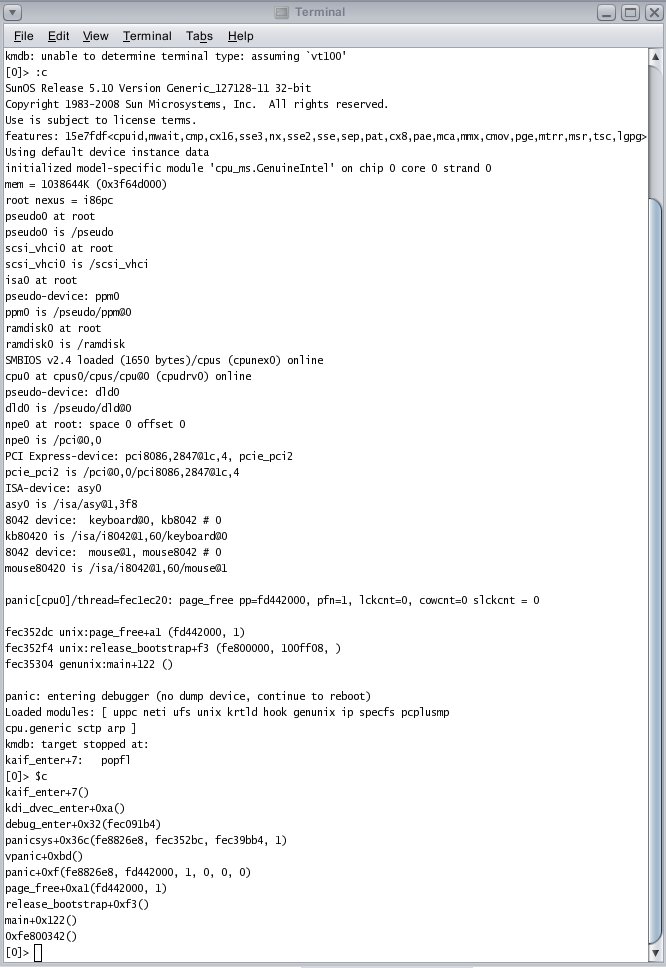 Terminal
File Edit View Terminal Tabs Help
kmdb: unable to determine terminal type: assuming `vt100'
[0]> :c
SunOS Release 5.10 Version Generic_127128-11 32-bit
Copyright 1983-2008 Sun Microsystems, Inc.  All rights reserved.
Use is subject to license terms.
features: 15e7fdf<cpuid,mwait,cmp,cx16,sse3,nx,sse2,sse,sep,pat,cx8,pae,mca,mmx,cmov,pge,mtrr,msr,tsc,lgpg>
Using default device instance data
initialized model-specific module 'cpu_ms.GenuineIntel' on chip 0 core 0 strand 0
mem = 1038644K (0x3f64d000)
root nexus = i86pc
pseudo0 at root
pseudo0 is /pseudo
scsi_vhci0 at root
scsi_vhci0 is /scsi_vhci
isa0 at root
pseudo-device: ppm0
ppm0 is /pseudo/ppm@0
ramdisk0 at root
ramdisk0 is /ramdisk
SMBIOS v2.4 loaded (1650 bytes)/cpus (cpunex0) online
cpu0 at cpus0/cpus/cpu@0 (cpudrv0) online
pseudo-device: dld0
dld0 is /pseudo/dld@0
npe0 at root: space 0 offset 0
npe0 is /pci@0,0
PCI Express-device: pci8086,2847@1c,4, pcie_pci2
pcie_pci2 is /pci@0,0/pci8086,2847@1c,4
ISA-device: asy0
asy0 is /isa/asy@1,3f8
8042 device:  keyboard@0, kb8042 # 0
kb80420 is /isa/i8042@1,60/keyboard@0
8042 device:  mouse@1, mouse8042 # 0
mouse80420 is /isa/i8042@1,60/mouse@1
panic[cpu0]/thread=fec1ec20: page_free pp=fd442000, pfn=1, lckcnt=0, cowcnt=0 slckcnt = 0
fec352dc unix:page_free+a1 (fd442000, 1)
fec352f4 unix:release_bootstrap+f3 (fe800000, 100ff08, )
fec35304 genunix:main+122 ()
panic: entering debugger (no dump device, continue to reboot)
Loaded modules: [ uppc neti ufs unix krtld hook genunix ip specfs pcplusmp
cpu.generic sctp arp ]
kmdb: target stopped at:
kaif_enter+7:   popfl
[0]> $c
kaif_enter+7()
kdi_dvec_enter+0xa()
debug_enter+0x32(fec091b4)
panicsys+0x36c(fe8826e8, fec352bc, fec39bb4, 1)
vpanic+0xbd()
panic+0xf(fe8826e8, fd442000, 1, 0, 0, 0)
page_free+0xa1(fd442000, 1)
release_bootstrap+0xf3()
main+0x122()
0xfe800342()
[0]>